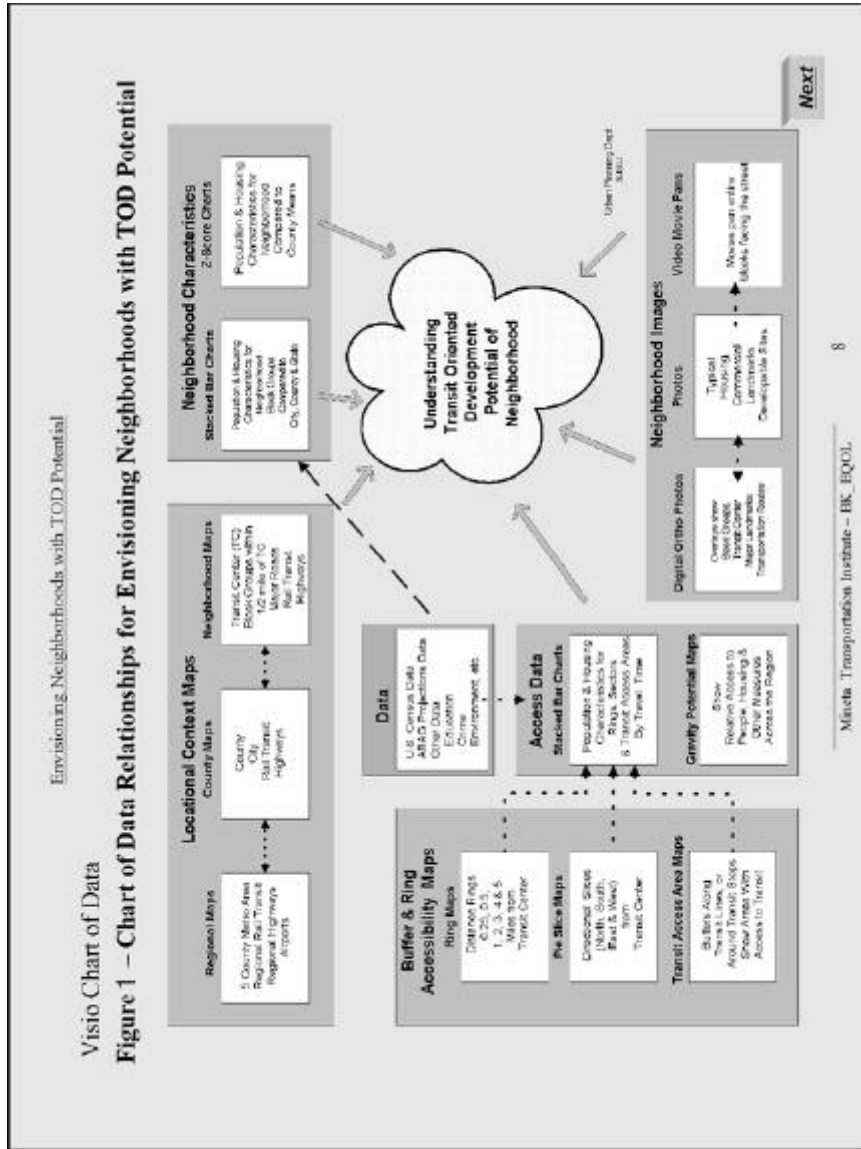 Envisioning Neighborhoods with TOD Potential
Visio Chart of Data
Figure 1 – Chart of Data Relationships for Envisioning Neighborhoods with TOD Potential
Locational Context Maps
Regional Maps
5 County Metro Area
Regional Rail Transit
Regional Highways
Airports
County Maps
County
City
Rail Transit
Highways
Neighborhood Maps
Transit Center (TC)
Block Groups within
1/2 mile of TC
Major Roads
Rail Transit
Highways
Neighborhood Characteristics
Stacked Bar Charts
Population & Housing
Characteristics for
Neighborhood
Block Groups
Compared to
City, County & State
Z-Score Charts
Population & Housing
Characteristics for
Neighborhood
Compared to
County Means
Buffer & Ring
Accessibility Maps
Ring Maps
Distance Rings
0.25, 0.5,
1, 2, 3, 4 & 5
Miles from
Transit Center
Pie Slice Maps
Directional Slices
(North, South,
East & West)
from
Transit Center
Transit Access Area Maps
Buffers Along
Transit Lines, or
Around Transit Stops
Show Areas With
Access to Transit
Data
U.S. Census Data
ABAG Projections Data
Other Data
Education
Crime
Environment, etc.
Access Data
Stacked Bar Charts
Population & Housing
Characteristics for
Rings, Sectors
& Transit Access Areas
By Travel Time
Gravity Potential Maps
Show
Relative Access to
People, Housing &
Other Measures
Across the Region
Understanding
Transit Oriented
Development
Potential of
Neighborhood
Urban Planning Dept
Neighborhood Images
Digital Ortho Photos
Overlays show
Block Groups
Transit Center
Major Landmarks
Transportation Routes
Photos
Typical
Housing
Commercial
Landmarks
Developable Sites
Video Movie Pans
Movies pan entire
blocks facing the street
Next
Mineta Transportation Institute – BK_EQOL
8